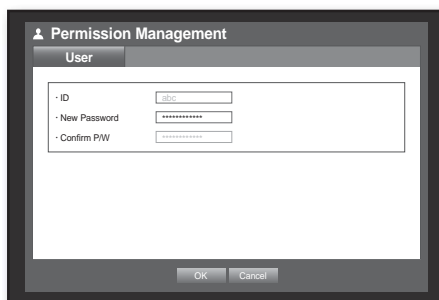 Permission Management
User
· ID abc
· New Password ************
· Confirm P/W ************
OK Cancel